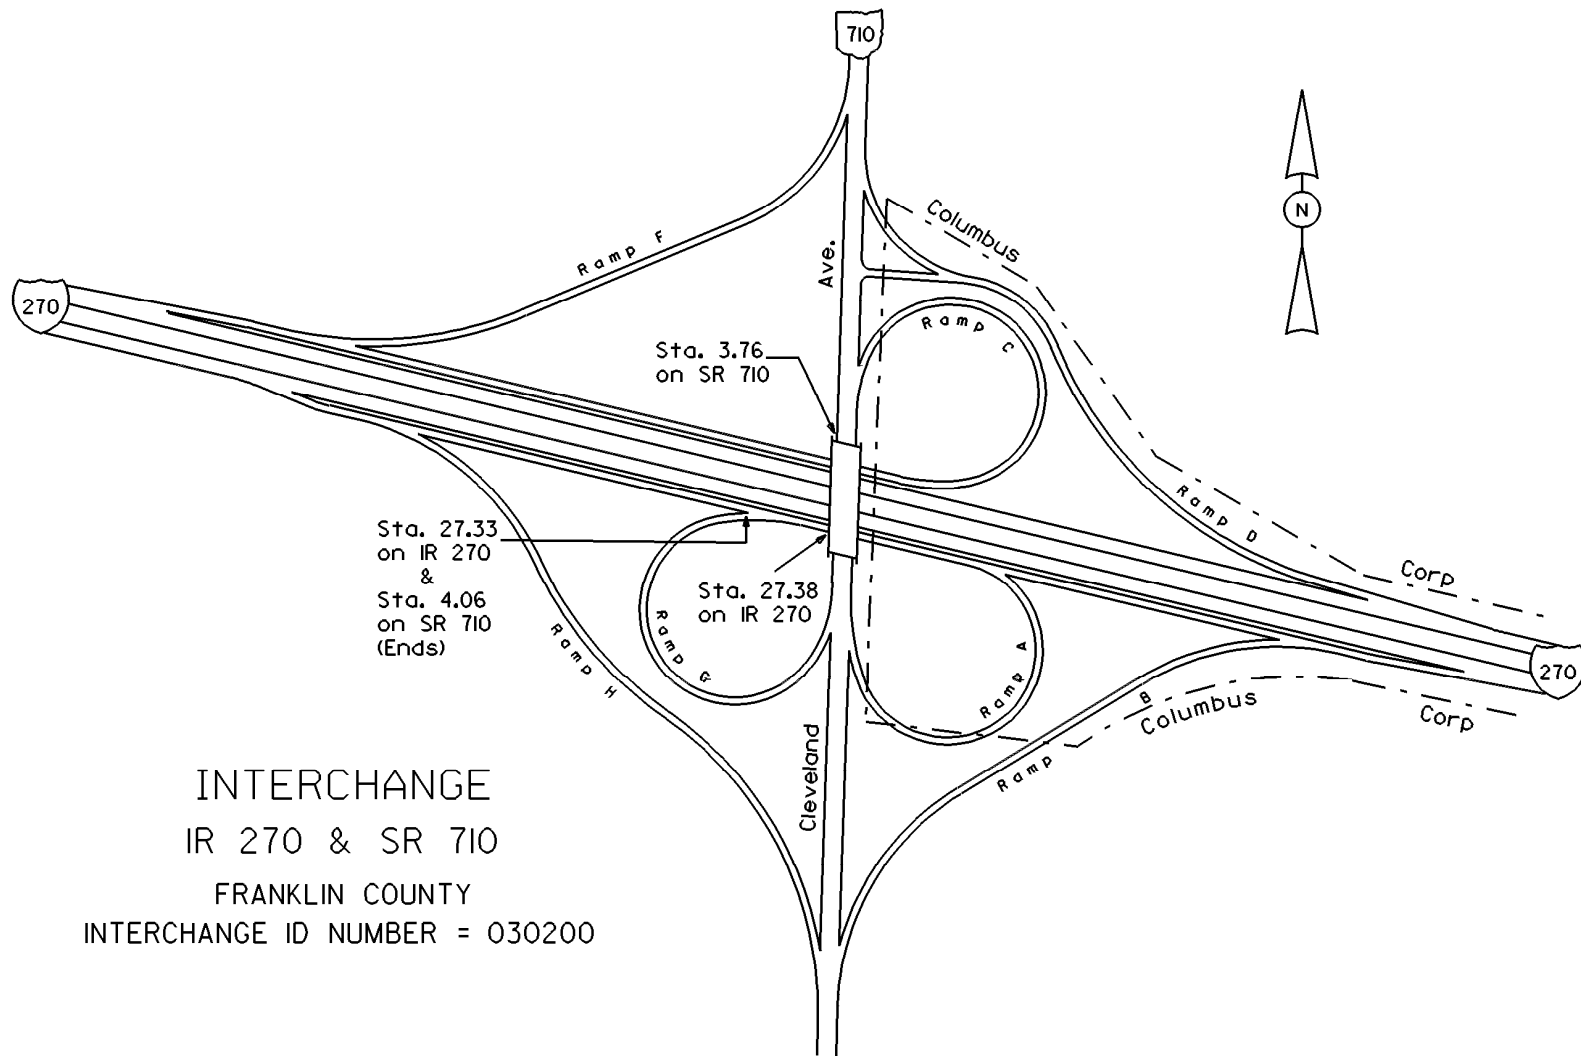 710
N
Columbus
Ave.
Ramp F
270
Ramp C
Sta. 3.76
on SR 710
Ramp D
Sta. 27.33
on IR 270
&
Sta. 4.06
on SR 710
(Ends)
Sta. 27.38
on IR 270
Corp
Ramp G
Ramp H
Ramp A
270
Ramp B
Columbus
Corp
Cleveland
INTERCHANGE
IR 270 & SR 710
FRANKLIN COUNTY
INTERCHANGE ID NUMBER = 030200